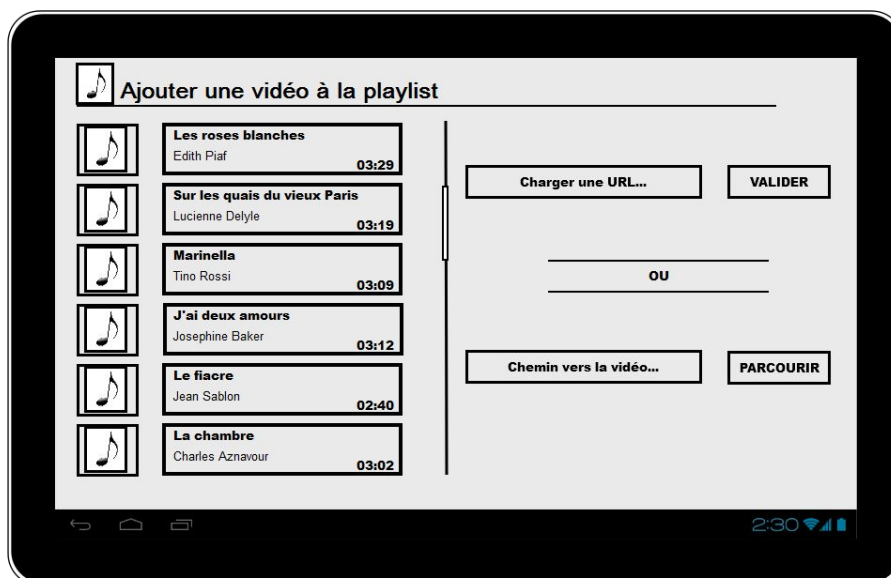 Ajouter une vidéo à la playlist
Les roses blanches
Edith Piaf
03:29
Sur les quais du vieux Paris
Lucienne Delyle
03:19
Marinella
Tino Rossi
03:09
J'ai deux amours
Josephine Baker
03:12
Le fiacre
Jean Sablon
02:40
La chambre
Charles Aznavour
03:02
Charger une URL...
VALIDER
OU
Chemin vers la vidéo...
PARCOURIR
2:30